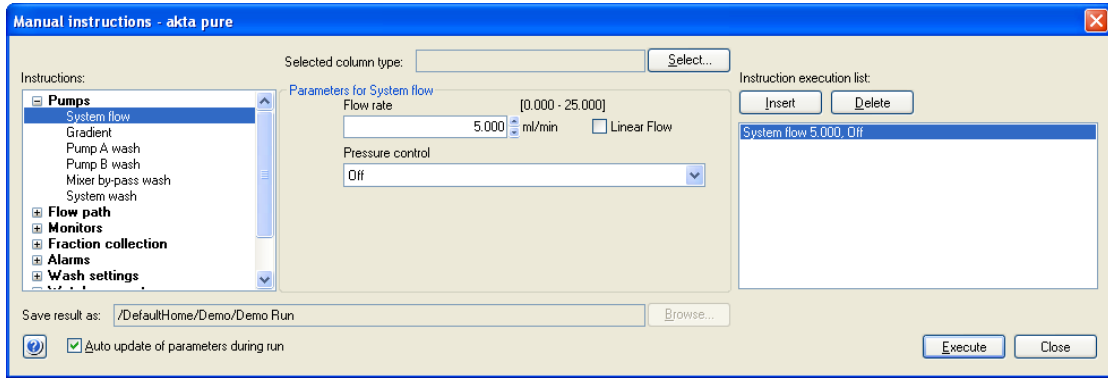 Manual instructions - akta pure
Selected column type:
Select...
Instructions:
Pumps
System flow
Gradient
Pump A wash
Pump B wash
Mixer by-pass wash
System wash
Flow path
Monitors
Fraction collection
Alarms
Wash settings
Parameters for System flow
Flow rate [0.000 - 25.000]
5.000 ml/min Linear Flow
Pressure control
Off
Instruction execution list:
Insert Delete
System flow 5.000, Off
Save result as: /DefaultHome/Demo/Demo Run Browse...
Auto update of parameters during run
Execute Close